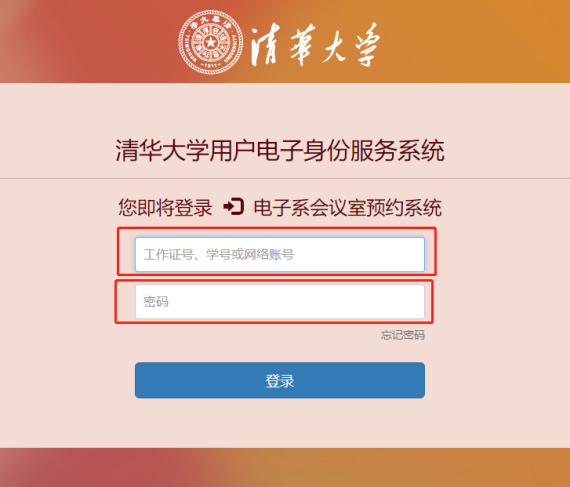 清華大学
清华大学用户电子身份服务系统
您即将登录 电子系会议室预约系统
工作证号、学号或网络账号
密码
忘记密码
登录